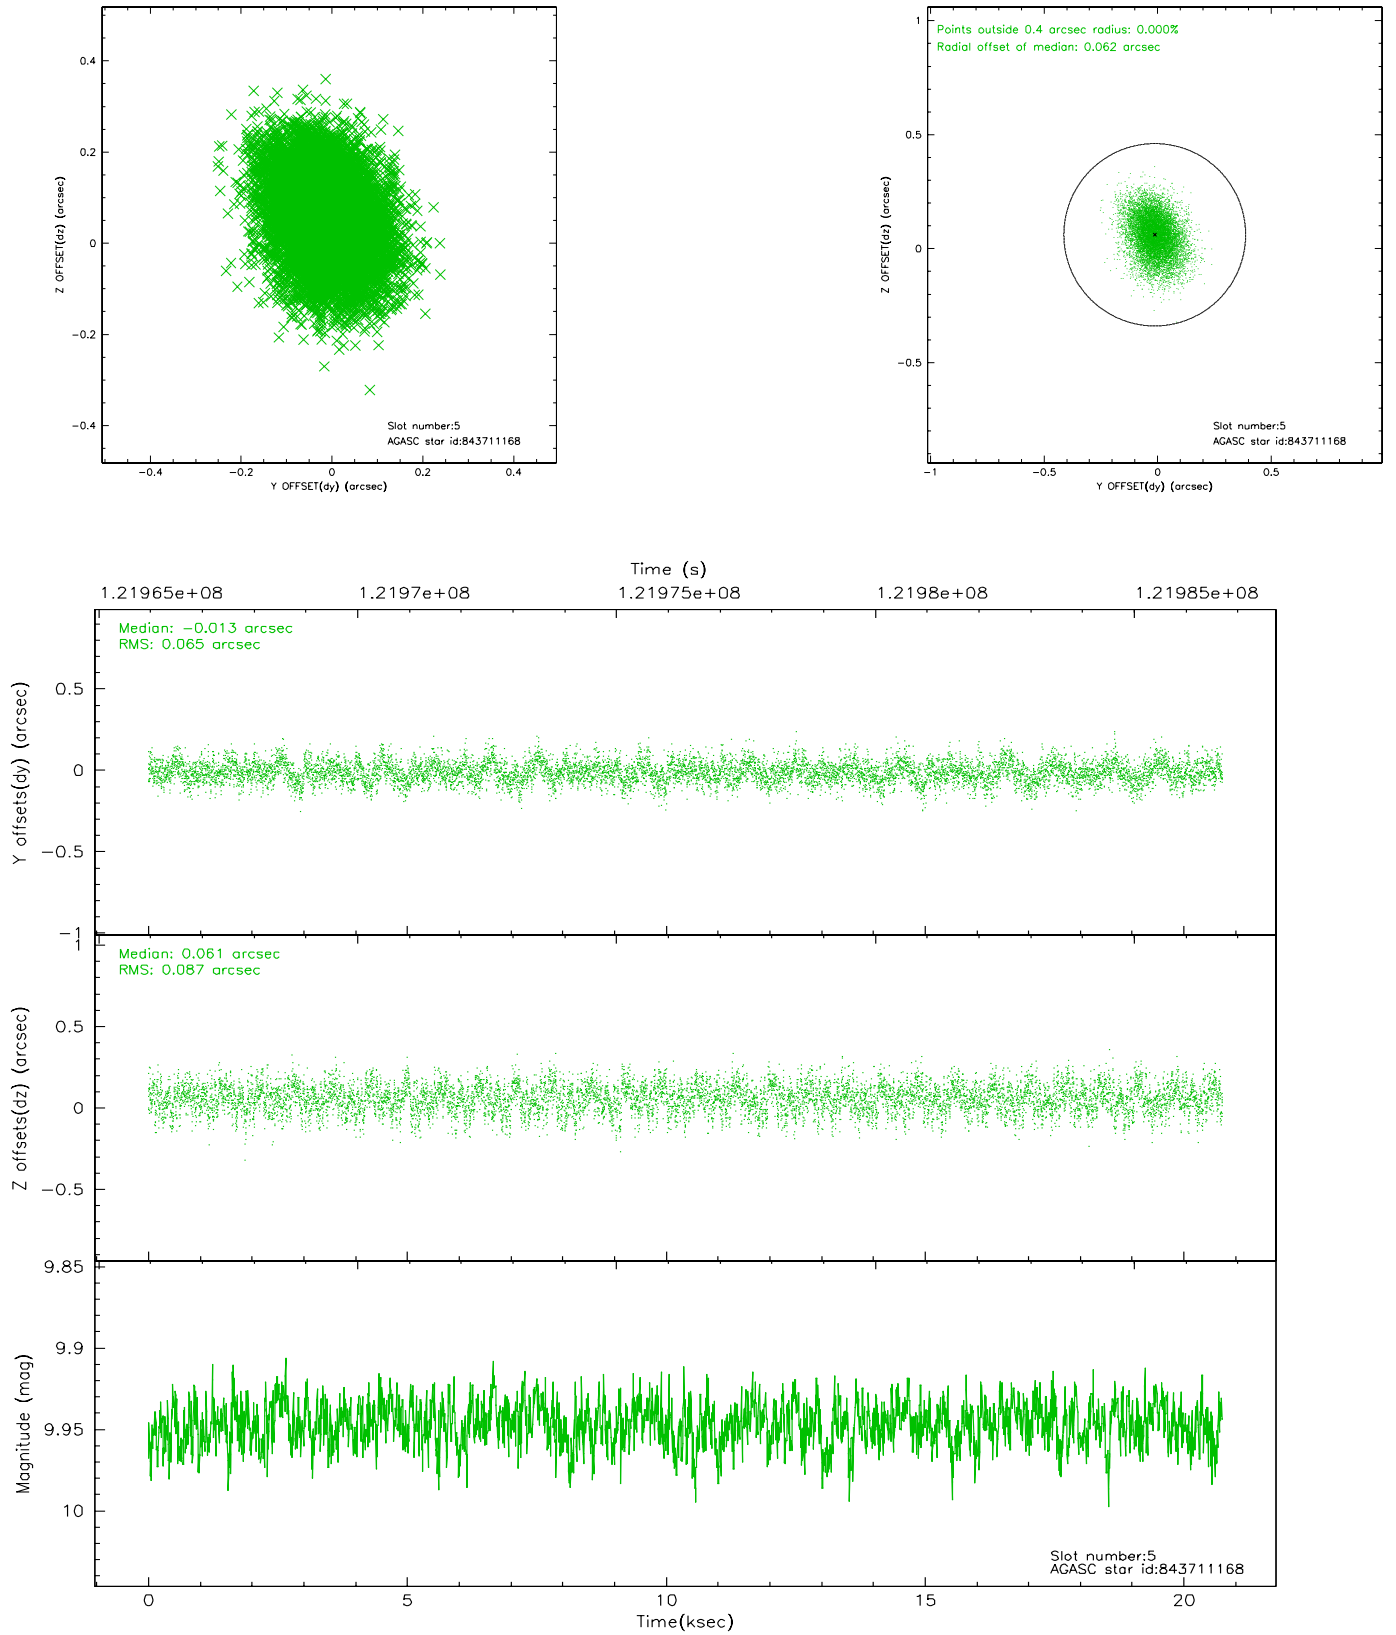 0.4
0.2
0
-0.2
-0.4
Z OFFSET(dz) (arcsec)
-0.4 -0.2 0 0.2 0.4
Y OFFSET(dy) (arcsec)
Slot number:5
AGASC star id:843711168
Points outside 0.4 arcsec radius: 0.000%
Radial offset of median: 0.062 arcsec
1
0.5
0
-0.5
Z OFFSET(dz) (arcsec)
-1 -0.5 0 0.5
Y OFFSET(dy) (arcsec)
Slot number:5
AGASC star id:843711168
Time (s)
1.21965e+08 1.2197e+08 1.21975e+08 1.2198e+08 1.21985e+08
Median: -0.013 arcsec
RMS: 0.065 arcsec
0.5
0
-0.5
-1
Y offsets(dy) (arcsec)
Median: 0.061 arcsec
RMS: 0.087 arcsec
1
0.5
0
-0.5
Z offsets(dz) (arcsec)
9.85
9.9
9.95
10
Magnitude (mag)
Slot number:5
AGASC star id:843711168
0 5 10 15 20
Time(ksec)